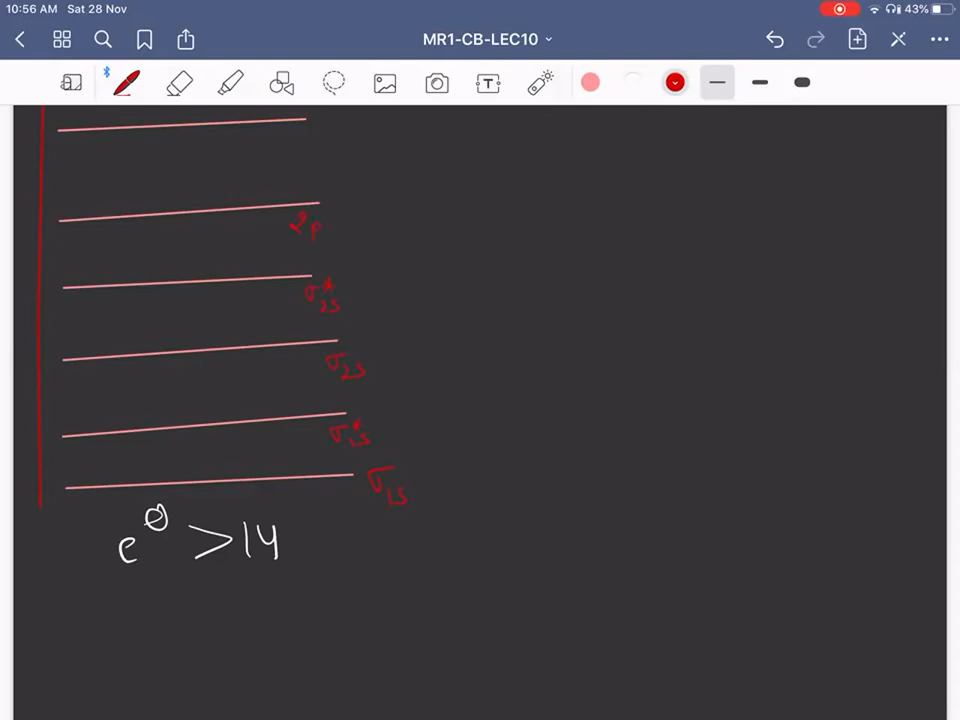 10:56 AM Sat 28 Nov 43%
MR1-CB-LEC10
T
2p
σ*2s
σ2s
σ*1s
σ1s
e⊖ >14